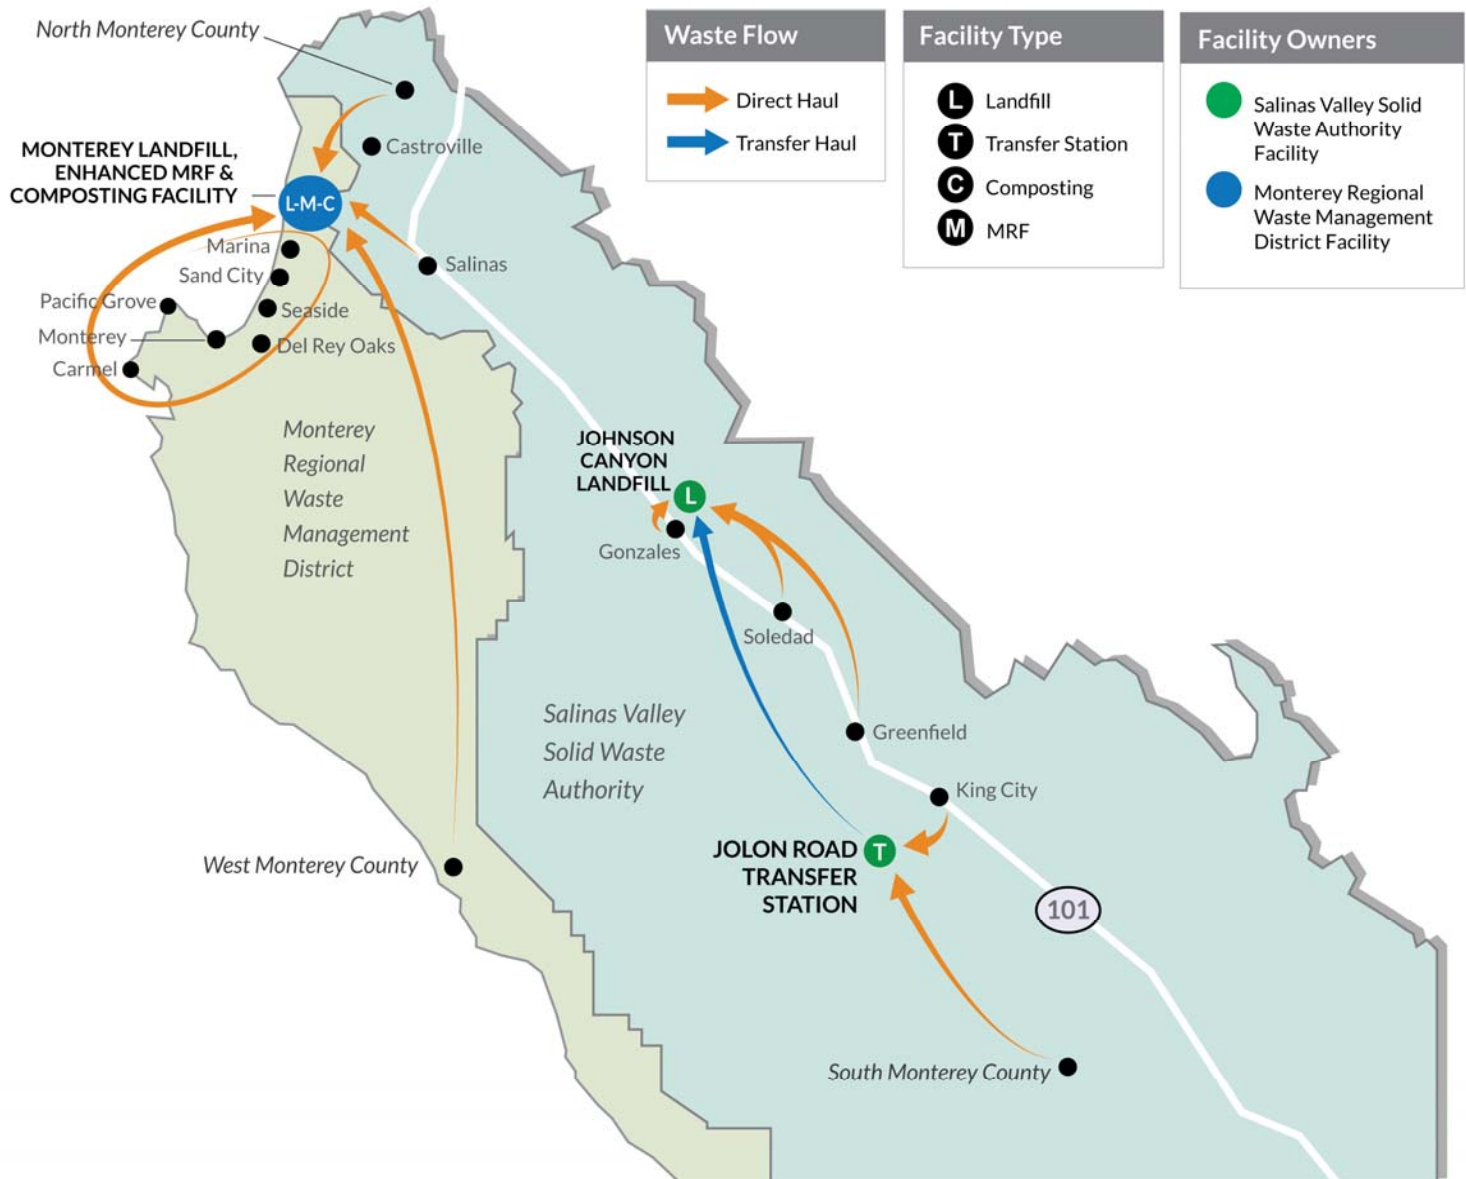 North Monterey County
Waste Flow
Direct Haul
Transfer Haul
Facility Type
L Landfill
T Transfer Station
C Composting
M MRF
Facility Owners
Salinas Valley Solid
Waste Authority
Facility
Monterey Regional
Waste Management
District Facility
MONTEREY LANDFILL,
ENHANCED MRF &
COMPOSTING FACILITY
L-M-C
Castroville
Marina
Sand City
Salinas
Pacific Grove
Seaside
Monterey
Del Rey Oaks
Carmel
Monterey
Regional
Waste
Management
District
JOHNSON
CANYON
LANDFILL
L
Gonzales
Soledad
Salinas Valley
Solid Waste
Authority
Greenfield
King City
JOLON ROAD
TRANSFER
STATION
T
West Monterey County
101
South Monterey County